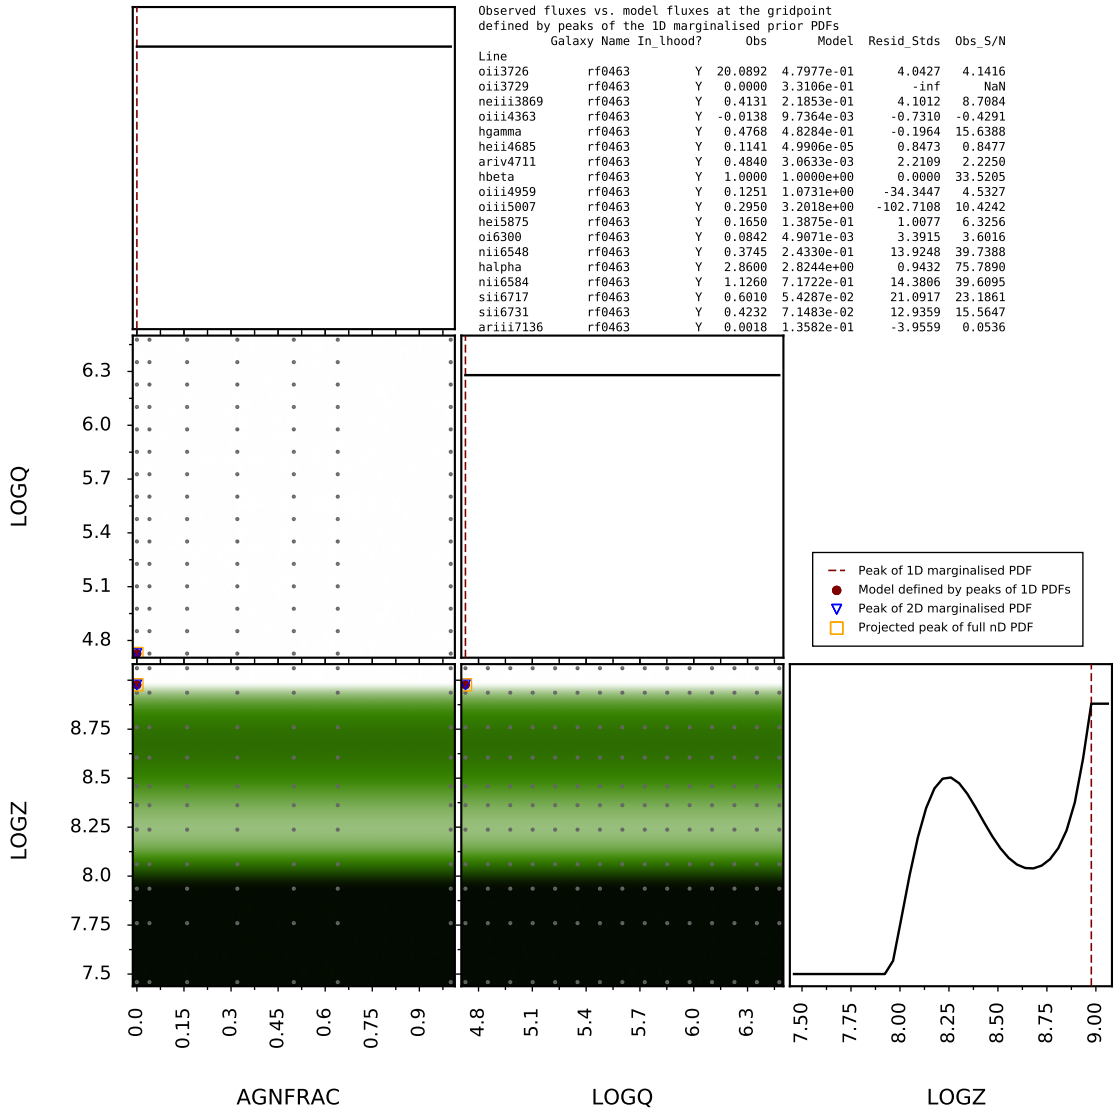 Observed fluxes vs. model fluxes at the gridpoint
defined by peaks of the 1D marginalised prior PDFs
Galaxy Name In_lhood? Obs Model Resid_Stds Obs_S/N
Line
oii3726 rf0463 Y 20.0892 4.7977e-01 4.0427 4.1416
oii3729 rf0463 Y 0.0000 3.3106e-01 -inf NaN
neiii3869 rf0463 Y 0.4131 2.1853e-01 4.1012 8.7084
oiii4363 rf0463 Y -0.0138 9.7364e-03 -0.7310 -0.4291
hgamma rf0463 Y 0.4768 4.8284e-01 -0.1964 15.6388
heii4685 rf0463 Y 0.1141 4.9906e-05 0.8473 0.8477
ariv4711 rf0463 Y 0.4840 3.0633e-03 2.2109 2.2250
hbeta rf0463 Y 1.0000 1.0000e+00 0.0000 33.5205
oiii4959 rf0463 Y 0.1251 1.0731e+00 -34.3447 4.5327
oiii5007 rf0463 Y 0.2950 3.2018e+00 -102.7108 10.4242
hei5875 rf0463 Y 0.1650 1.3875e-01 1.0077 6.3256
oi6300 rf0463 Y 0.0842 4.9071e-03 3.3915 3.6016
nii6548 rf0463 Y 0.3745 2.4330e-01 13.9248 39.7388
halpha rf0463 Y 2.8600 2.8244e+00 0.9432 75.7890
nii6584 rf0463 Y 1.1260 7.1722e-01 14.3806 39.6095
sii6717 rf0463 Y 0.6010 5.4287e-02 21.0917 23.1861
sii6731 rf0463 Y 0.4232 7.1483e-02 12.9359 15.5647
ariii7136 rf0463 Y 0.0018 1.3582e-01 -3.9559 0.0536
LOGQ
6.3
6.0
5.7
5.4
5.1
4.8
Peak of 1D marginalised PDF
Model defined by peaks of 1D PDFs
Peak of 2D marginalised PDF
Projected peak of full nD PDF
LOGZ
8.75
8.5
8.25
8.0
7.75
7.5
0.0 0.15 0.3 0.45 0.6 0.75 0.9
4.8 5.1 5.4 5.7 6.0 6.3
7.50 7.75 8.00 8.25 8.50 8.75 9.00
AGNFRAC LOGQ LOGZ